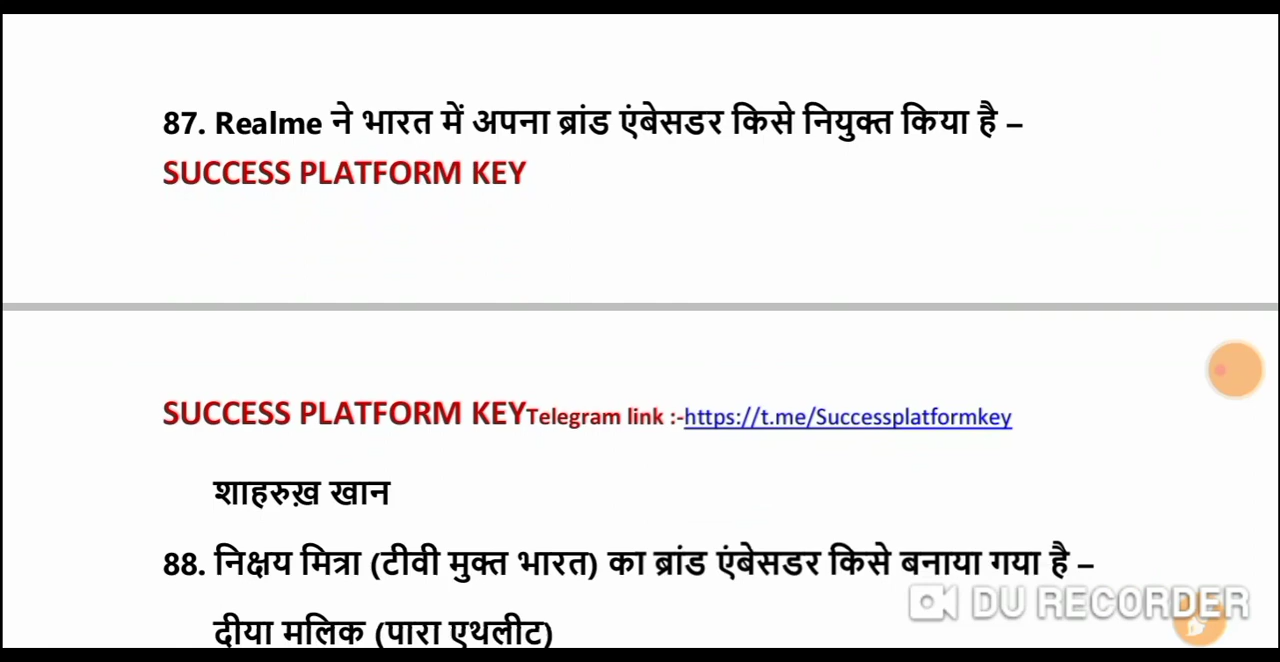 87. Realme ने भारत में अपना ब्रांड एंबेसडर किसे नियुक्त किया है –
SUCCESS PLATFORM KEY
SUCCESS PLATFORM KEYTelegram link :-https://t.me/Successplatformkey
शाहरुख़ खान
88. निक्षय मित्रा (टीवी मुक्त भारत) का ब्रांड एंबेसडर किसे बनाया गया है –
DU RECORDER
दीया मलिक (पारा एथलीट)